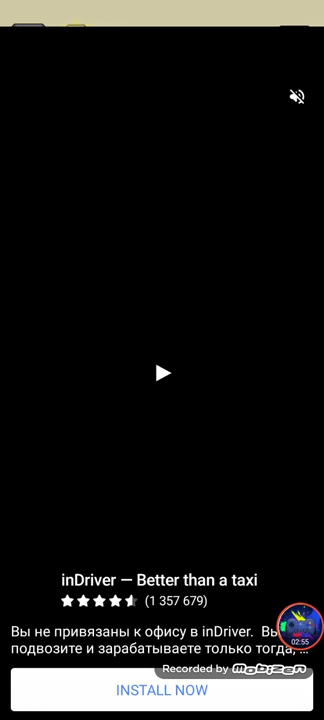 inDriver — Better than a taxi
(1 357 679)
Вы не привязаны к офису в inDriver. Вы
подвозите и зарабатываете только тогда, ...
02:55
Recorded by mobizen
INSTALL NOW